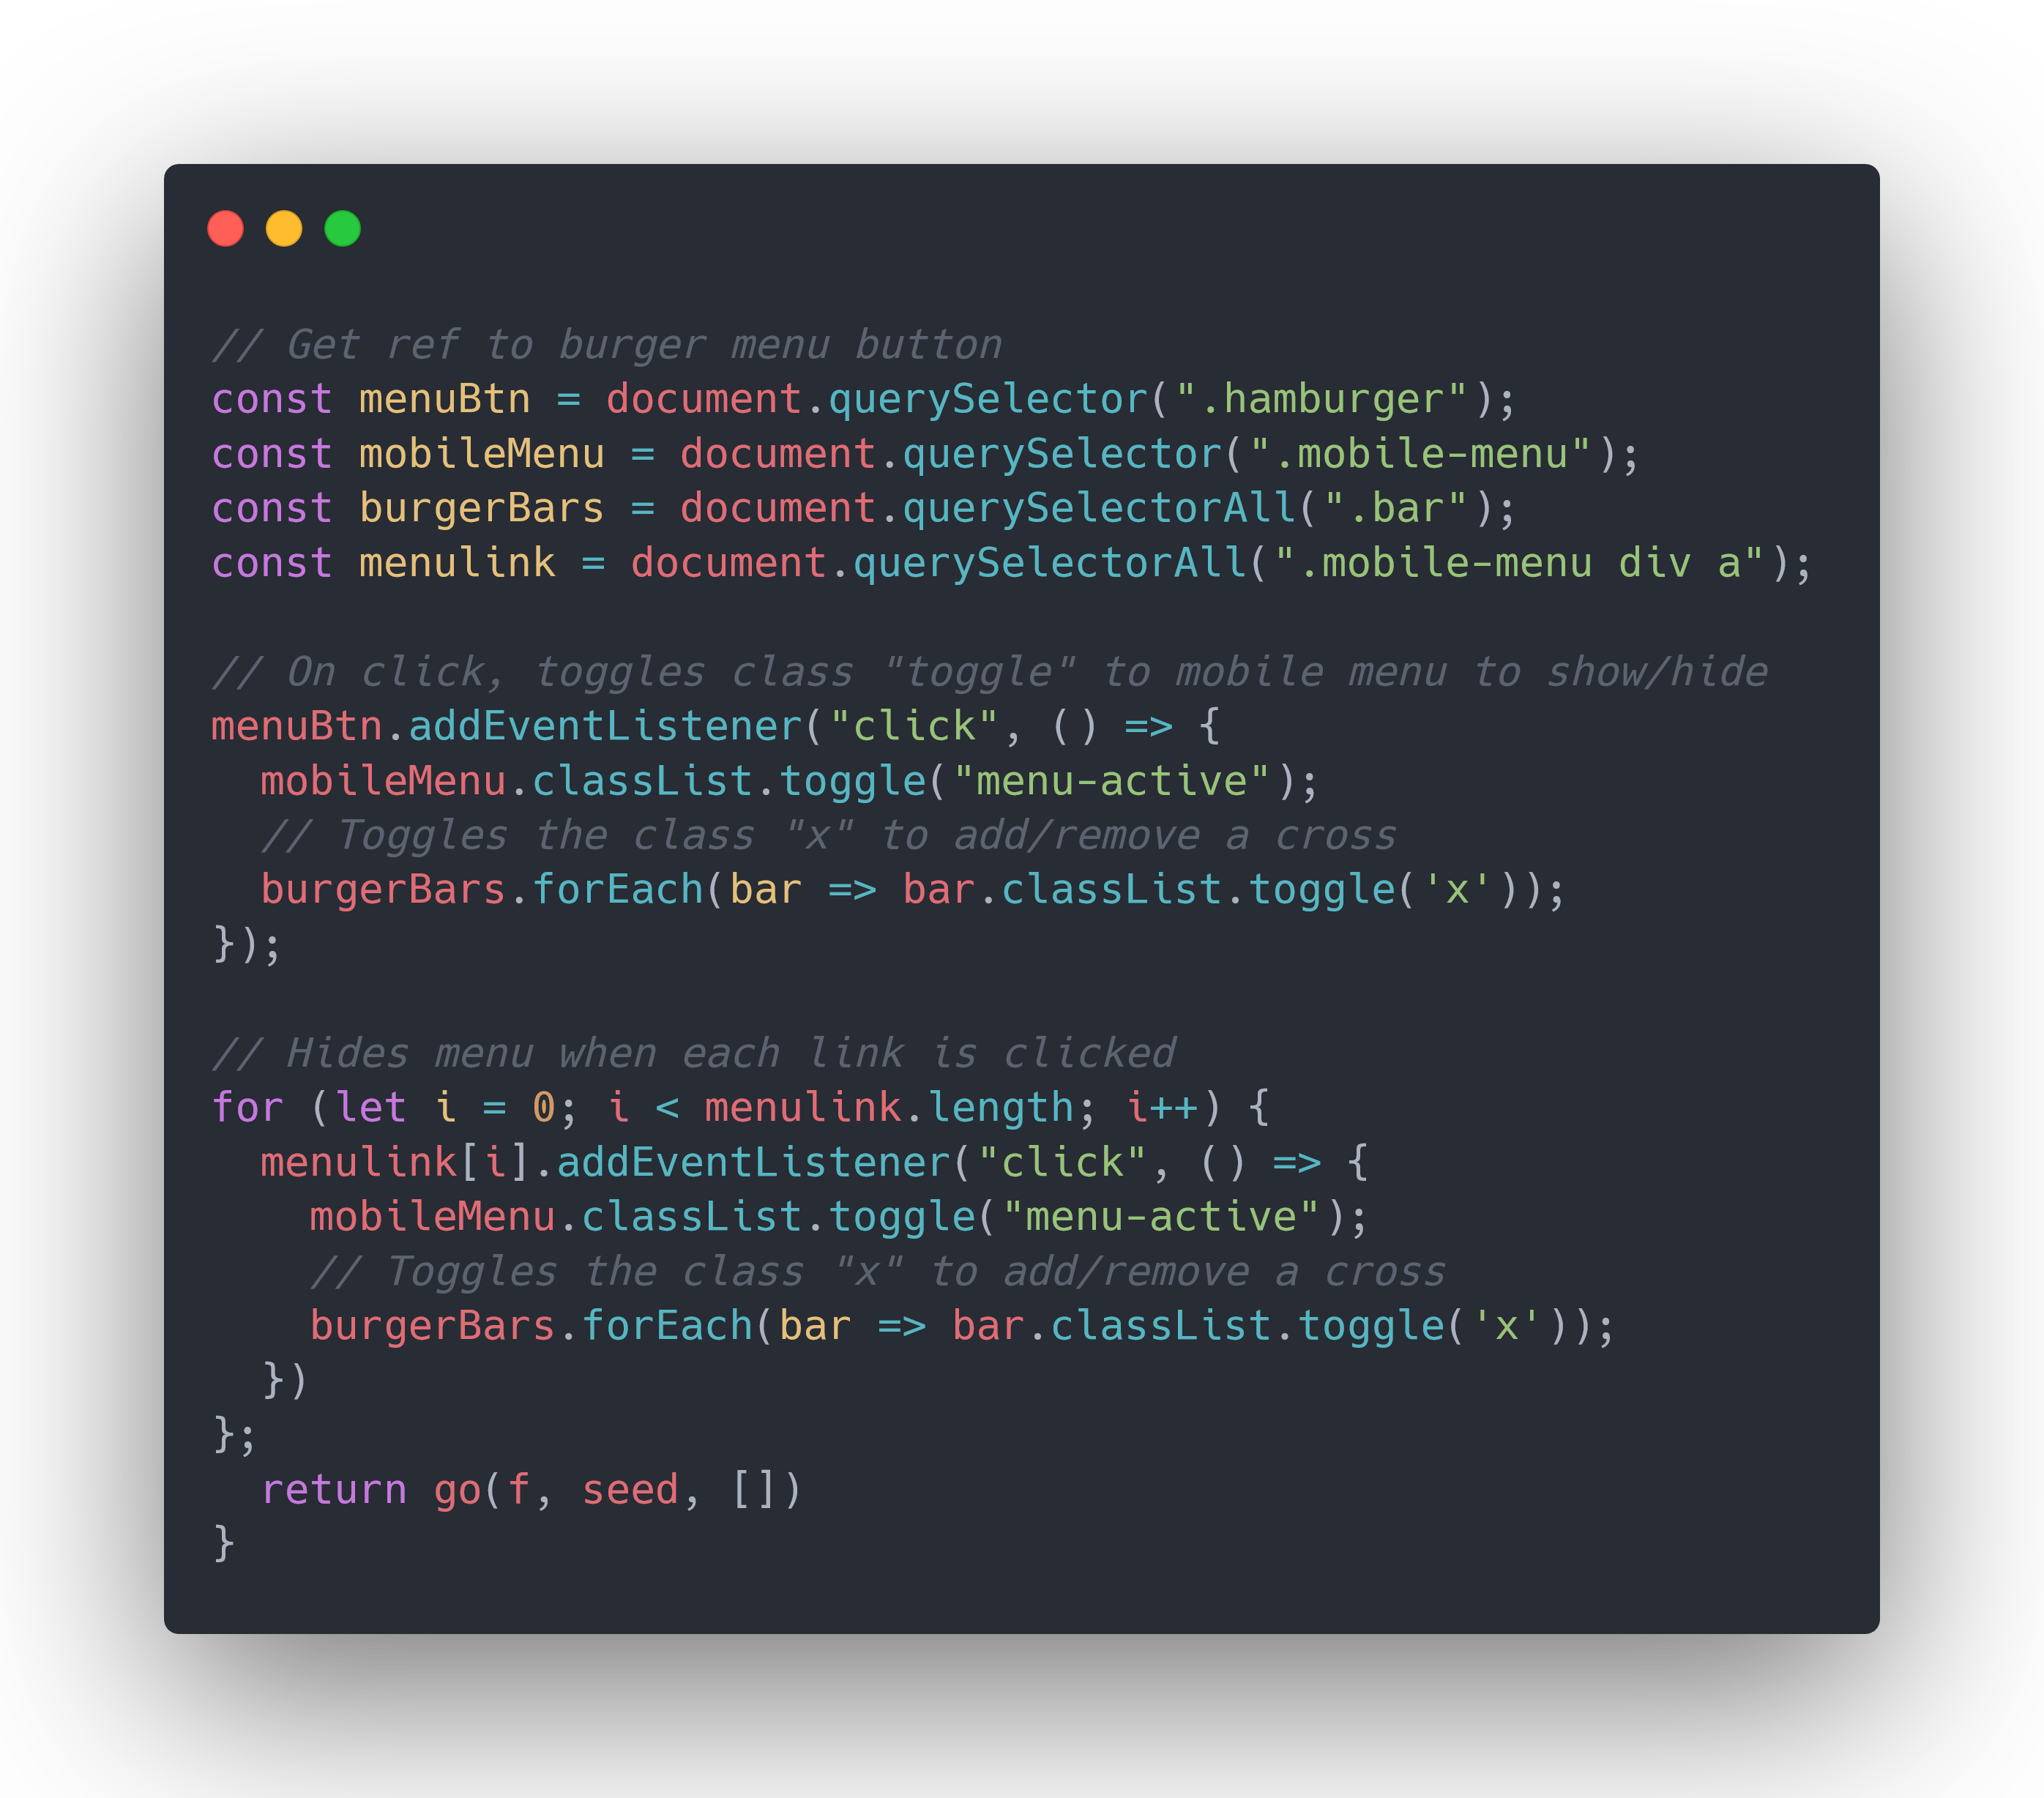 // Get ref to burger menu button
const menuBtn = document.querySelector(".hamburger");
const mobileMenu = document.querySelector(".mobile-menu");
const burgerBars = document.querySelectorAll(".bar");
const menulink = document.querySelectorAll(".mobile-menu div a");

// On click, toggles class "toggle" to mobile menu to show/hide
menuBtn.addEventListener("click", () => {
  mobileMenu.classList.toggle("menu-active");
  // Toggles the class "x" to add/remove a cross
  burgerBars.forEach(bar => bar.classList.toggle('x'));
});

// Hides menu when each link is clicked
for (let i = 0; i < menulink.length; i++) {
  menulink[i].addEventListener("click", () => {
    mobileMenu.classList.toggle("menu-active");
    // Toggles the class "x" to add/remove a cross
    burgerBars.forEach(bar => bar.classList.toggle('x'));
  })
};
  return go(f, seed, [])
}